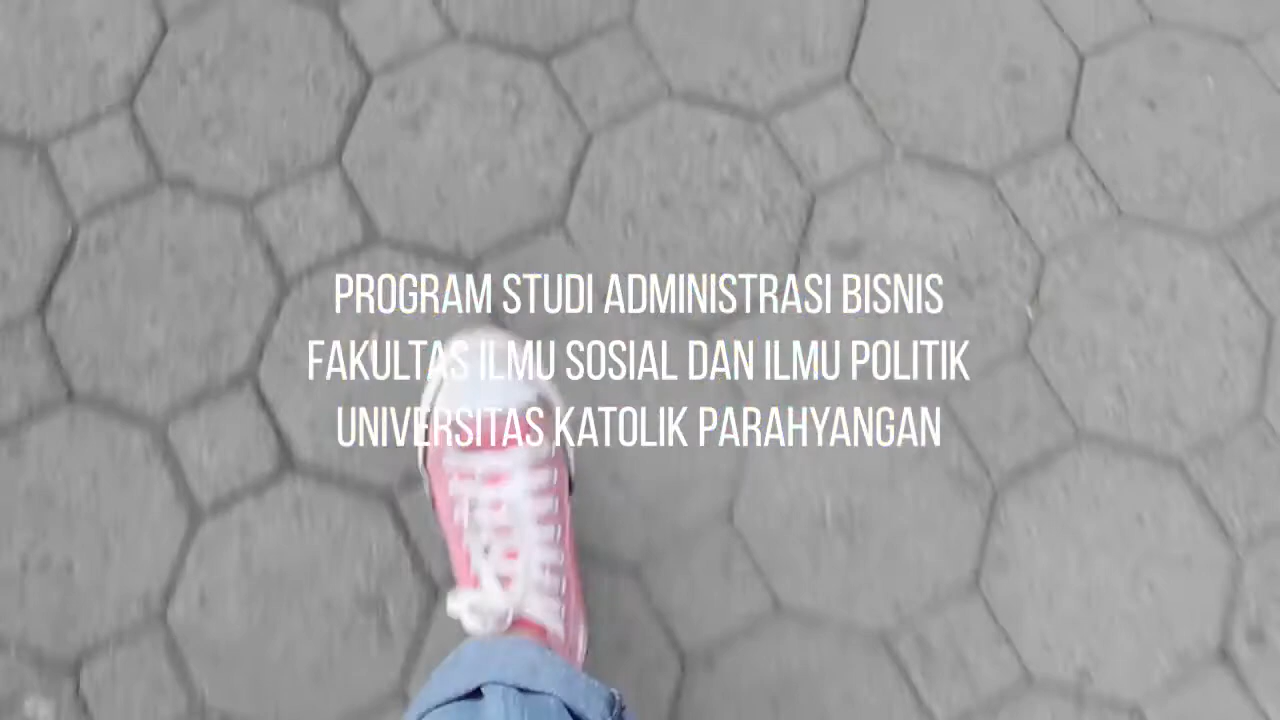 PROGRAM STUDI ADMINISTRASI BISNIS
FAKULTAS ILMU SOSIAL DAN ILMU POLITIK
UNIVERSITAS KATOLIK PARAHYANGAN